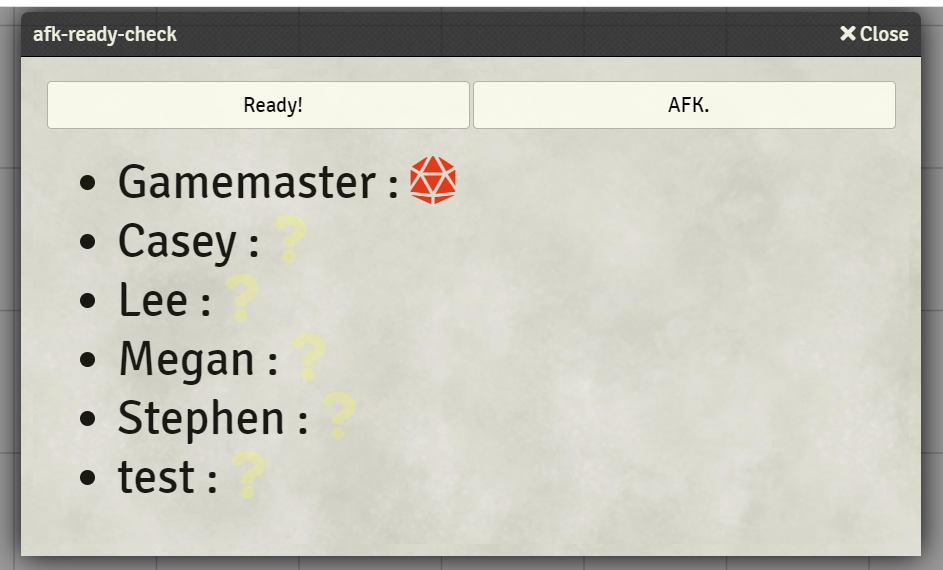 afk-ready-check
Close
Ready!
AFK.
Gamemaster :
Casey : ?
Lee : ?
Megan : ?
Stephen : ?
test : ?